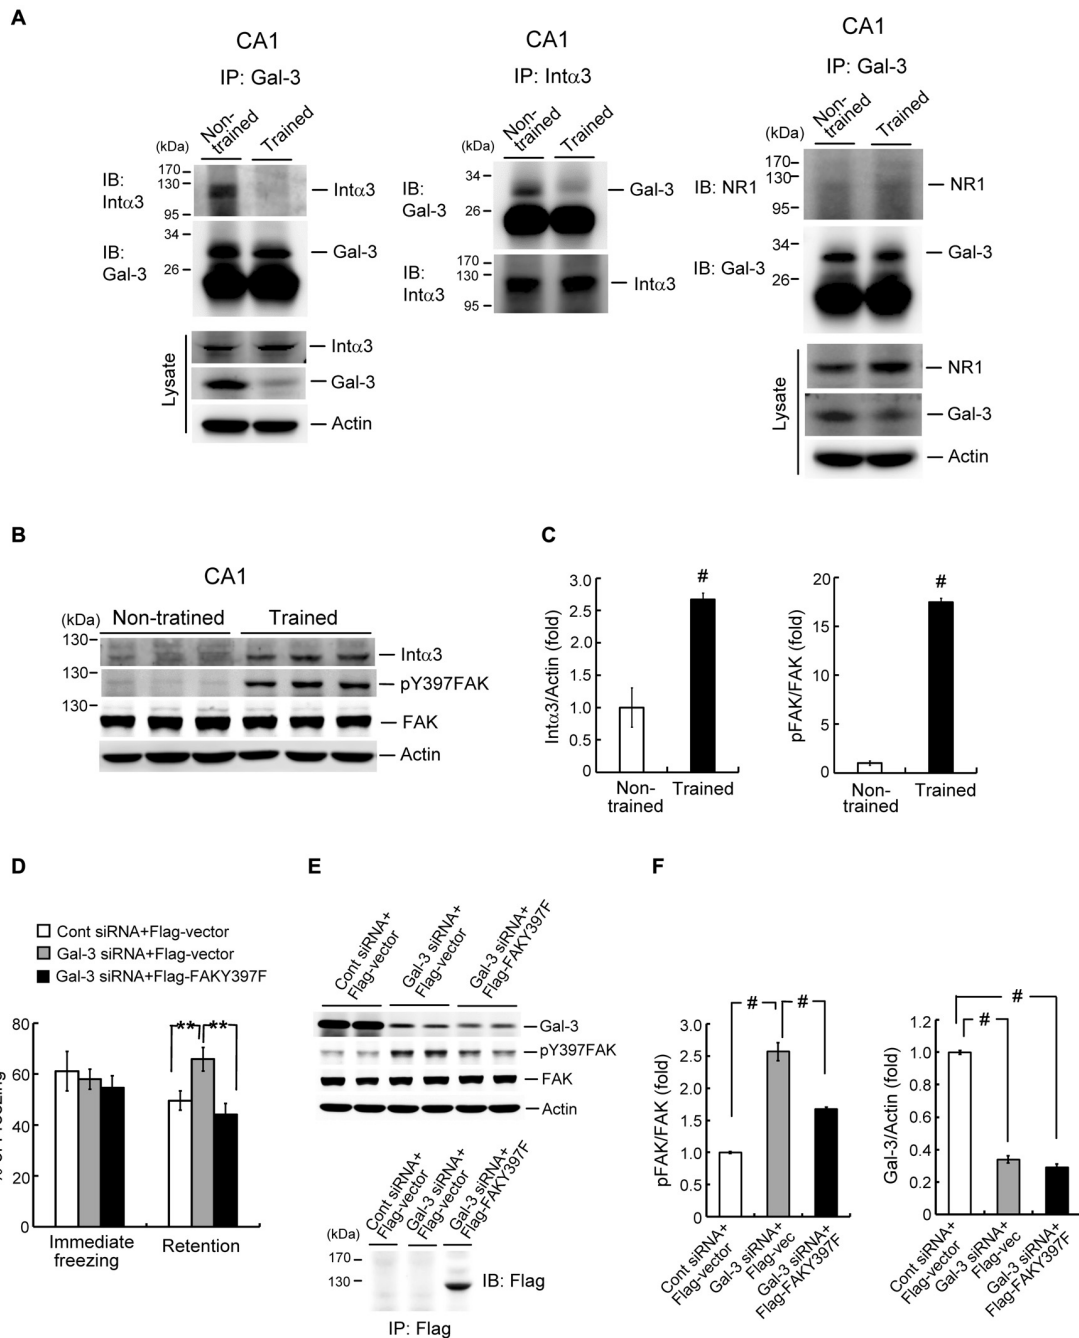 A
CA1
IP: Gal-3
Non-
trained
Trained
(kDa)
170
130
95
IB:
Intα3
Intα3
34
26
IB:
Gal-3
Gal-3
Lysate
Intα3
Gal-3
Actin
CA1
IP: Intα3
Non-
trained
Trained
(kDa)
34
26
IB:
Gal-3
Gal-3
170
130
95
IB:
Intα3
Intα3
CA1
IP: Gal-3
Non-
trained
Trained
(kDa)
170
130
95
IB: NR1
NR1
34
26
IB: Gal-3
Gal-3
Lysate
NR1
Gal-3
Actin
B
CA1
(kDa)
Non-tratined
Trained
130
Intα3
130
pY397FAK
130
FAK
Actin
C
Intα3/Actin (fold)
3.0
2.5
2.0
1.5
1.0
0.5
0
#
Non-
trained
Trained
pFAK/FAK (fold)
20
15
10
5
0
#
Non-
trained
Trained
D
Cont siRNA+Flag-vector
Gal-3 siRNA+Flag-vector
Gal-3 siRNA+Flag-FAKY397F
80
60
40
20
0
**
**
Immediate
freezing
Retention
E
Cont siRNA+
Flag-vector
Gal-3 siRNA+
Flag-vector
Gal-3 siRNA+
Flag-FAKY397F
Gal-3
pY397FAK
FAK
Actin
Cont siRNA+
Flag-vector
Gal-3 siRNA+
Flag-vector
Gal-3 siRNA+
Flag-FAKY397F
(kDa)
170
130
IB: Flag
IP: Flag
F
pFAK/FAK (fold)
3.0
2.5
2.0
1.5
1.0
0.5
0
#
#
Cont siRNA+
Flag-vector
Gal-3 siRNA+
Flag-vec
Gal-3 siRNA+
Flag-FAKY397F
Gal-3/Actin (fold)
1.2
1.0
0.8
0.6
0.4
0.2
0
#
#
Cont siRNA+
Flag-vector
Gal-3 siRNA+
Flag-vec
Gal-3 siRNA+
Flag-FAKY397F